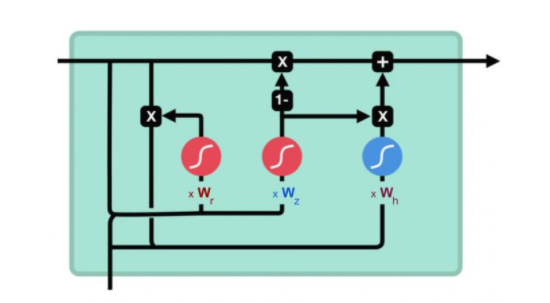 x +
1-
x x
x Wr x Wz x Wh